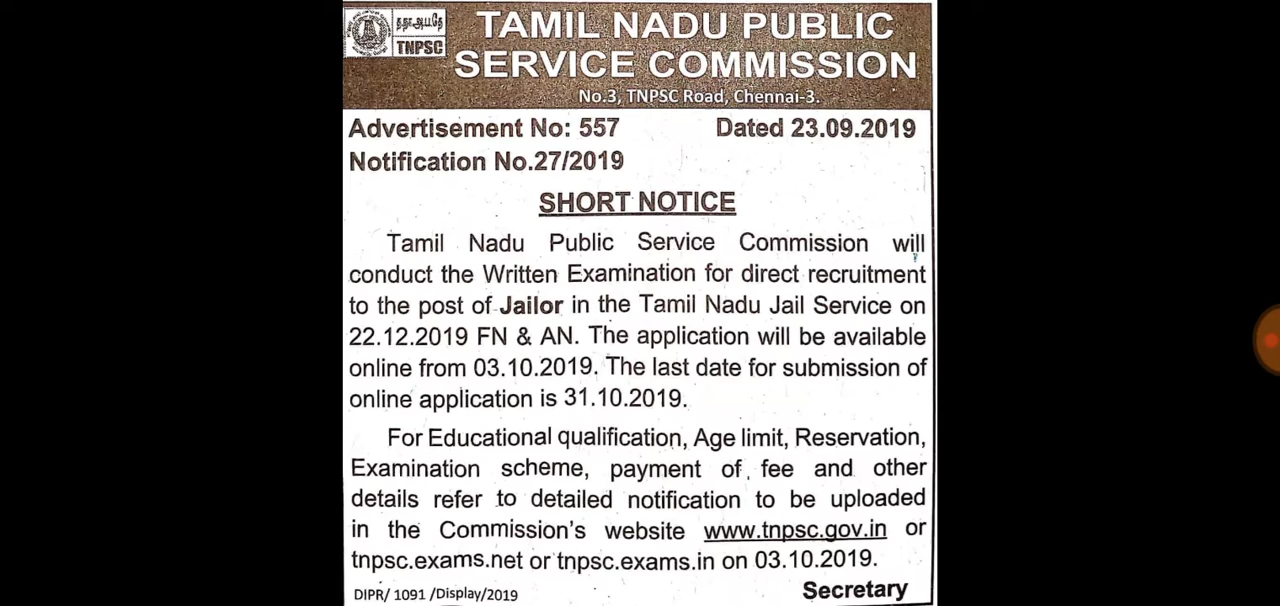 தநாஅபதே
TNPSC
TAMIL NADU PUBLIC
SERVICE COMMISSION
No.3, TNPSC Road, Chennai-3.
Advertisement No: 557 Dated 23.09.2019
Notification No.27/2019
SHORT NOTICE
Tamil Nadu Public Service Commission will
conduct the Written Examination for direct recruitment
to the post of Jailor in the Tamil Nadu Jail Service on
22.12.2019 FN & AN. The application will be available
online from 03.10.2019. The last date for submission of
online application is 31.10.2019.
For Educational qualification, Age limit, Reservation,
Examination scheme, payment of fee and other
details refer to detailed notification to be uploaded
in the Commission's website www.tnpsc.gov.in or
tnpsc.exams.net or tnpsc.exams.in on 03.10.2019.
DIPR/ 1091 /Display/2019 Secretary